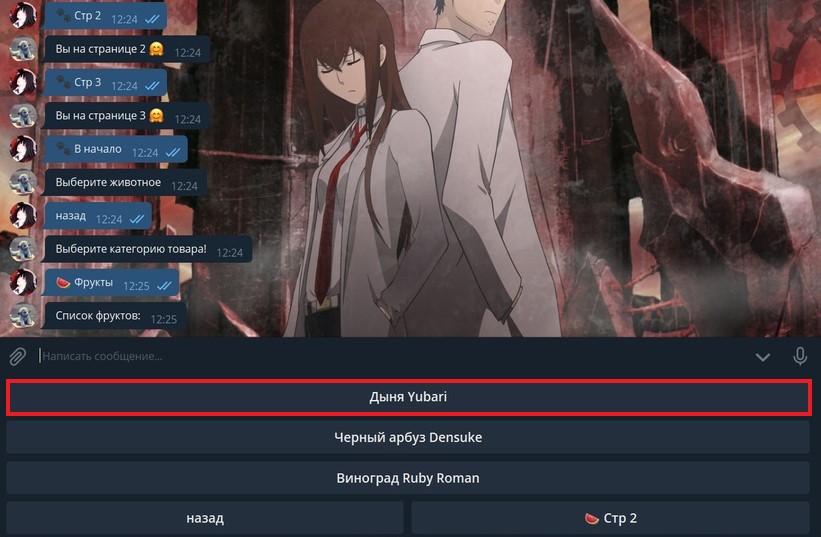 🐾 Стр 2 12:24
Вы на странице 2 🤗 12:24
🐾 Стр 3 12:24
Вы на странице 3 🤗 12:24
🐾 В начало 12:24
Выберите животное 12:24
назад 12:24
Выберите категорию товара! 12:24
🍉 Фрукты 12:25
Список фруктов: 12:25
Написать сообщение...
Дыня Yubari
Черный арбуз Densuke
Виноград Ruby Roman
назад
🍉 Стр 2